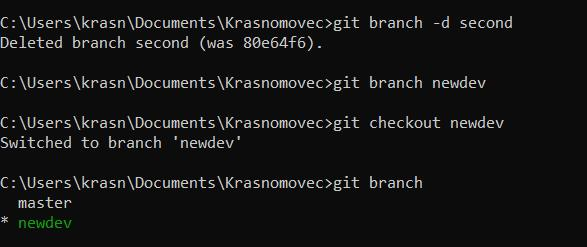 C:\Users\krasn\Documents\Krasnomovec>git branch -d second
Deleted branch second (was 80e64f6).
C:\Users\krasn\Documents\Krasnomovec>git branch newdev
C:\Users\krasn\Documents\Krasnomovec>git checkout newdev
Switched to branch 'newdev'
C:\Users\krasn\Documents\Krasnomovec>git branch
  master
* newdev